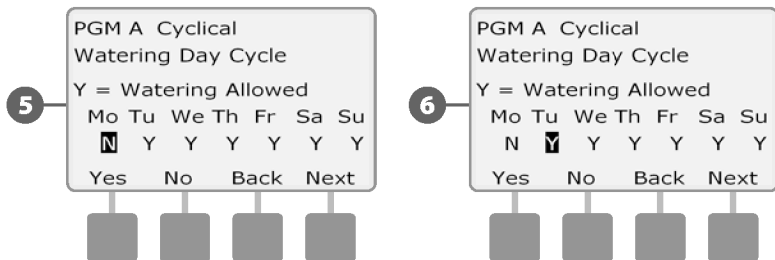 5
PGM A Cyclical
Watering Day Cycle
Y = Watering Allowed
Mo Tu We Th Fr Sa Su
N Y Y Y Y Y Y
Yes No Back Next
6
PGM A Cyclical
Watering Day Cycle
Y = Watering Allowed
Mo Tu We Th Fr Sa Su
N Y Y Y Y Y Y
Yes No Back Next